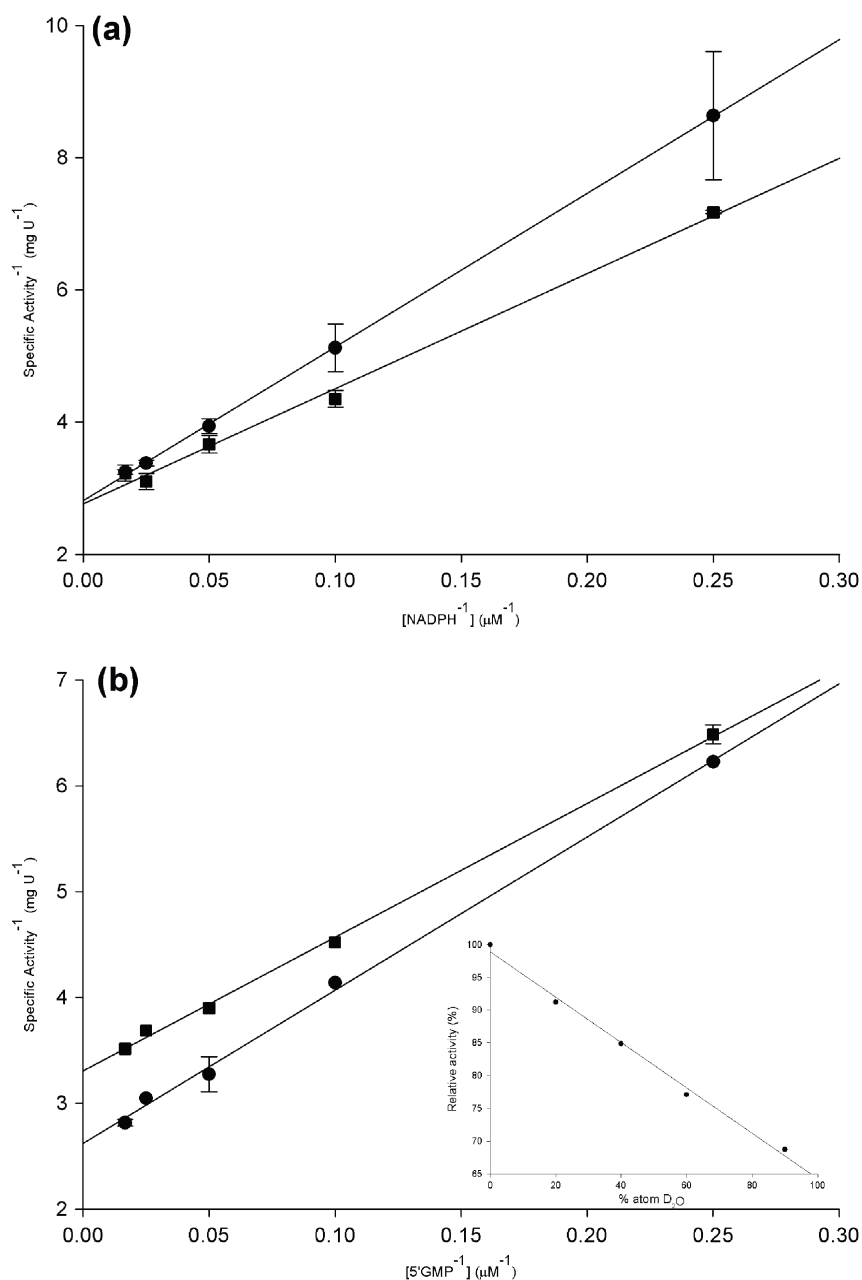 (a)
10
8
6
4
2
Specific Activity⁻¹ (mg U⁻¹)
0.00 0.05 0.10 0.15 0.20 0.25 0.30
[NADPH⁻¹] (μM⁻¹)
(b)
7
6
5
4
3
2
Specific Activity⁻¹ (mg U⁻¹)
100
95
90
85
80
75
70
65
Relative activity (%)
0 20 40 60 80 100
% atom D₂O
0.00 0.05 0.10 0.15 0.20 0.25 0.30
[5'GMP⁻¹] (μM⁻¹)